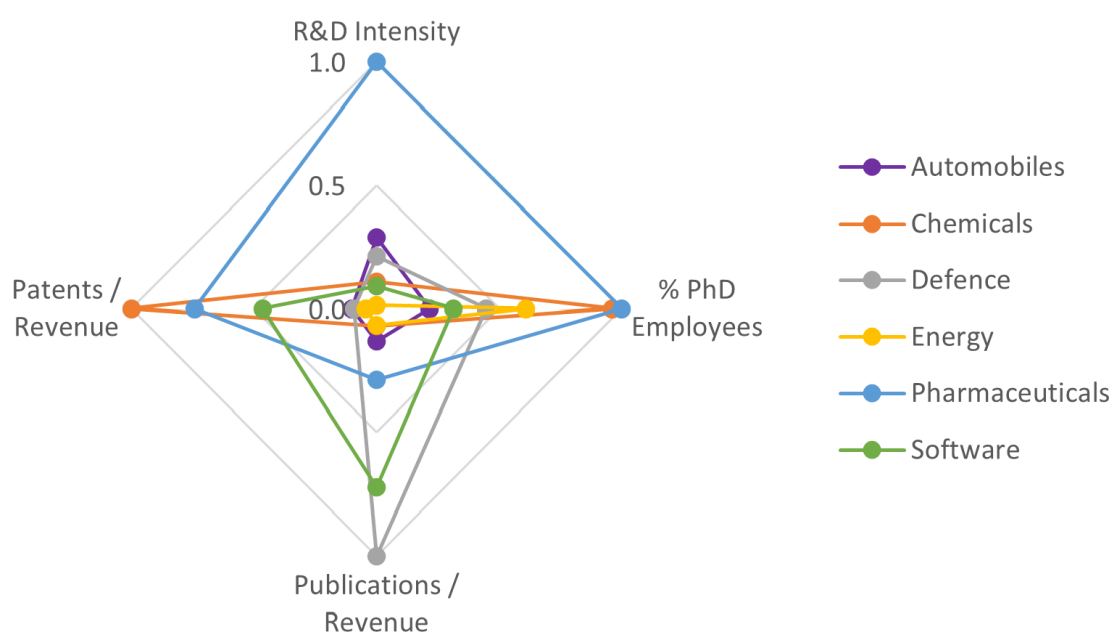 R&D Intensity
1.0
0.5
0.0
Patents /
Revenue
% PhD
Employees
Publications /
Revenue
Automobiles
Chemicals
Defence
Energy
Pharmaceuticals
Software